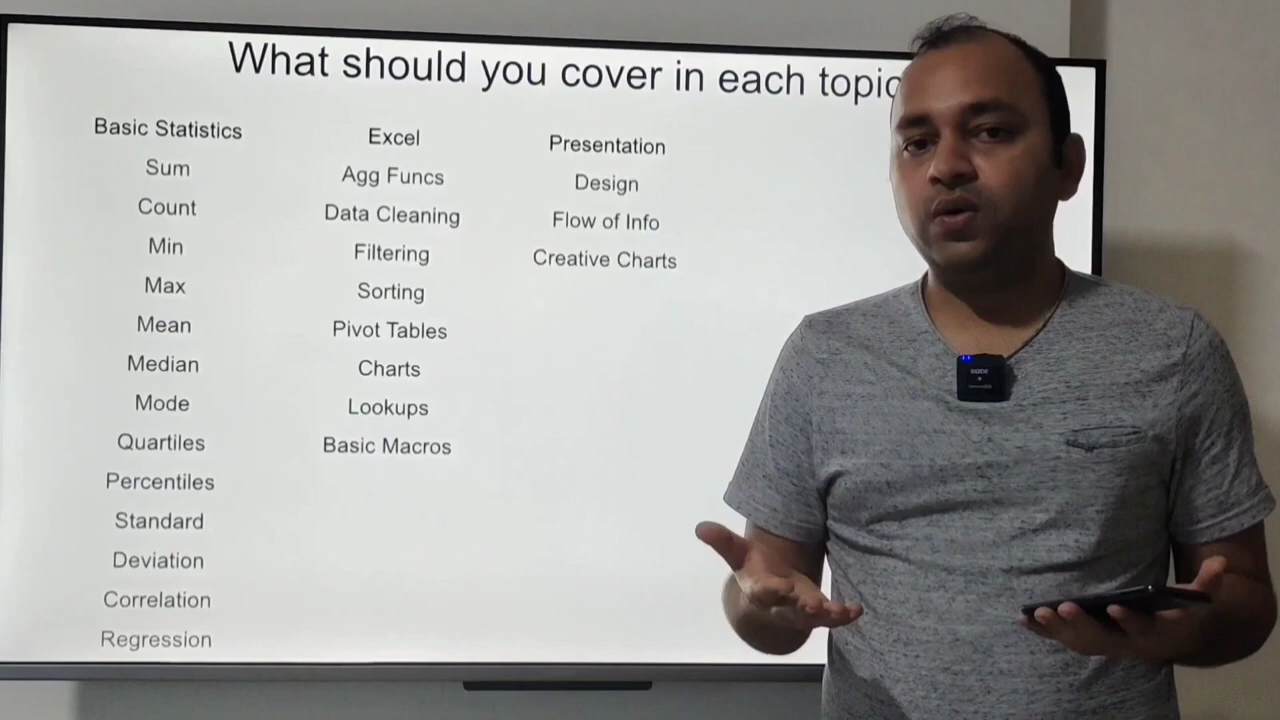 What should you cover in each topic
Basic Statistics
Sum
Count
Min
Max
Mean
Median
Mode
Quartiles
Percentiles
Standard
Deviation
Correlation
Regression
Excel
Agg Funcs
Data Cleaning
Filtering
Sorting
Pivot Tables
Charts
Lookups
Basic Macros
Presentation
Design
Flow of Info
Creative Charts
RODE